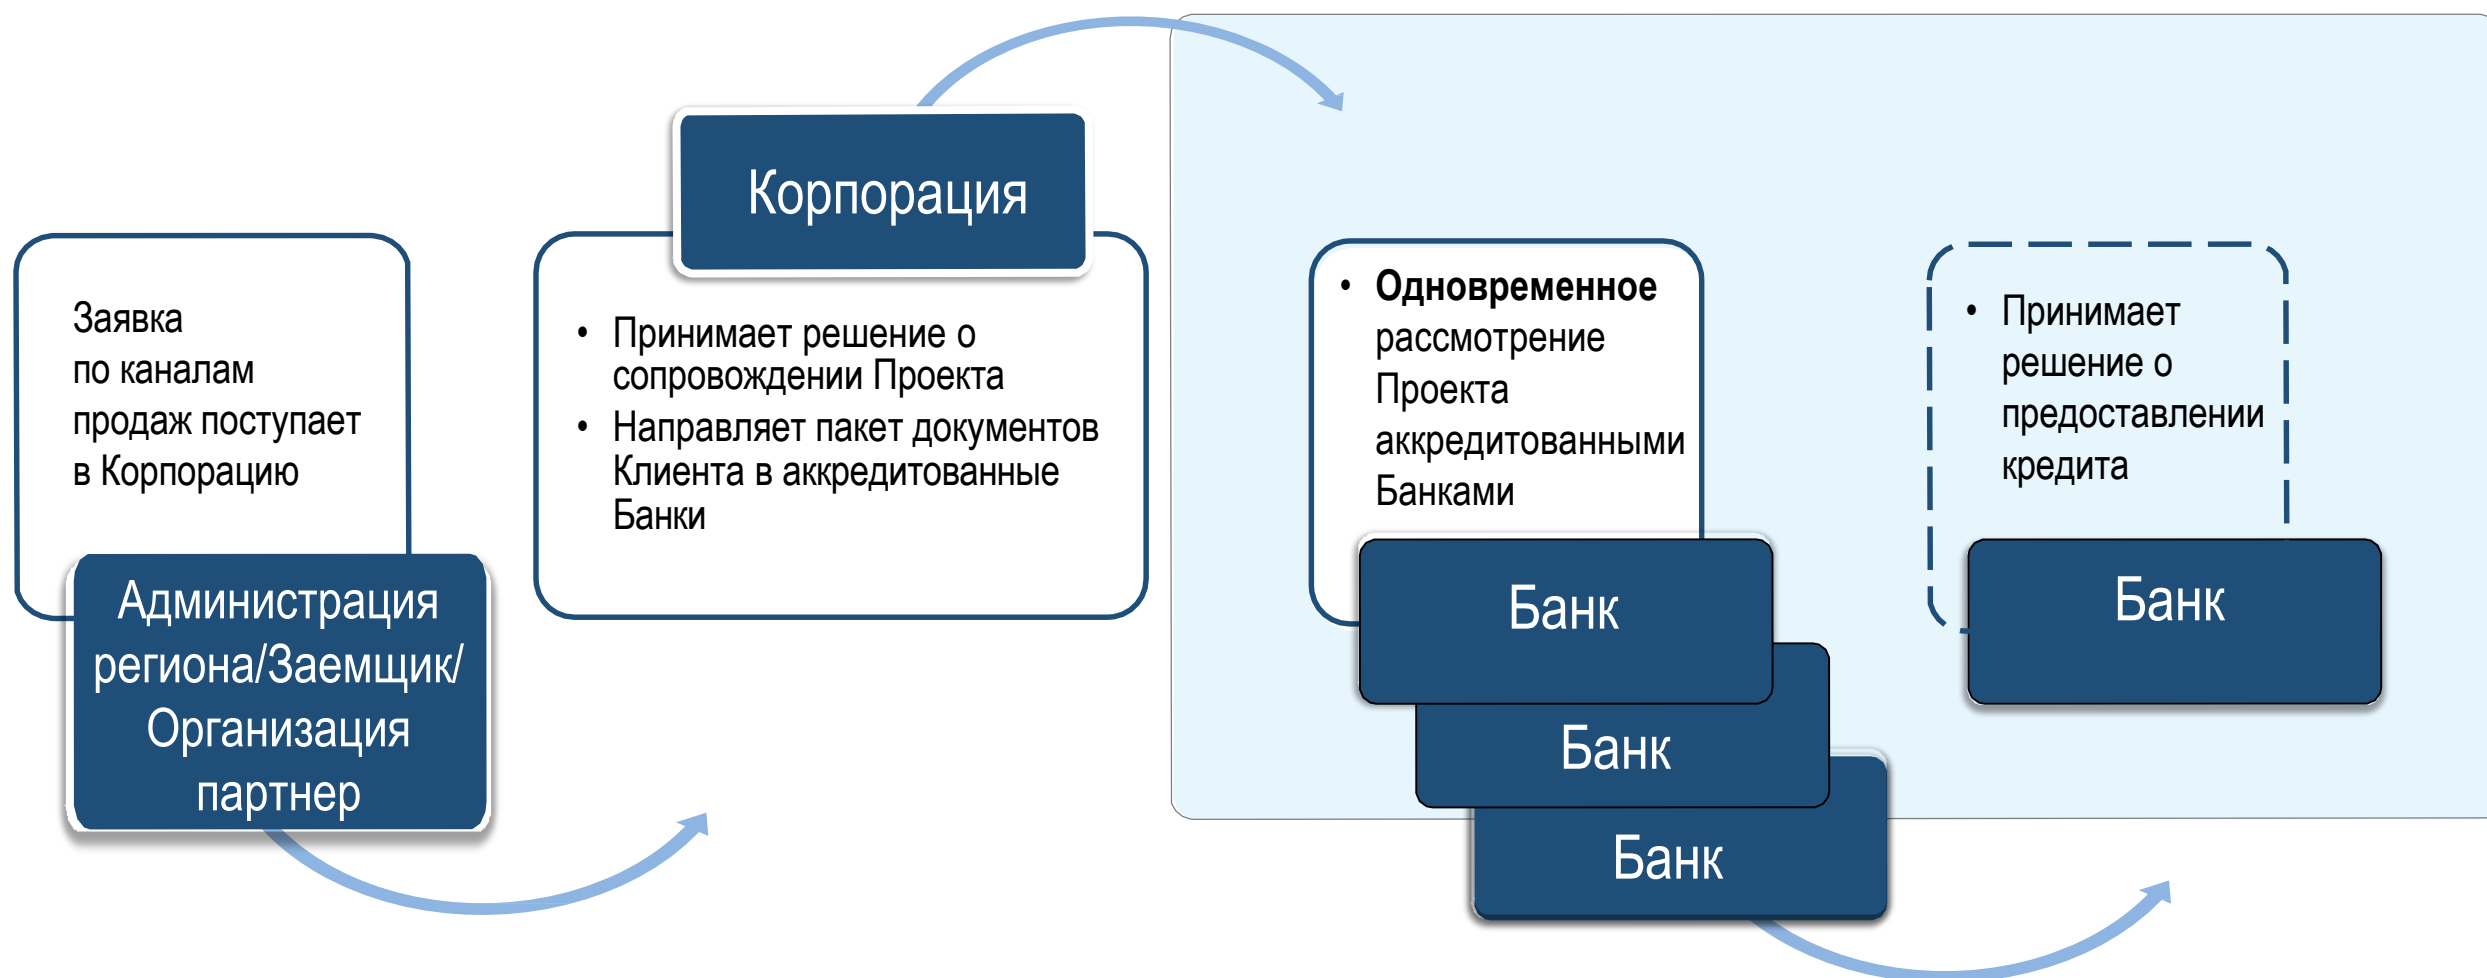 Заявка
по каналам
продаж поступает
в Корпорацию
Администрация
региона/Заемщик/
Организация
партнер
Корпорация
• Принимает решение о
сопровождении Проекта
• Направляет пакет документов
Клиента в аккредитованные
Банки
• Одновременное
рассмотрение
Проекта
аккредитованными
Банками
Банк
Банк
Банк
• Принимает
решение о
предоставлении
кредита
Банк